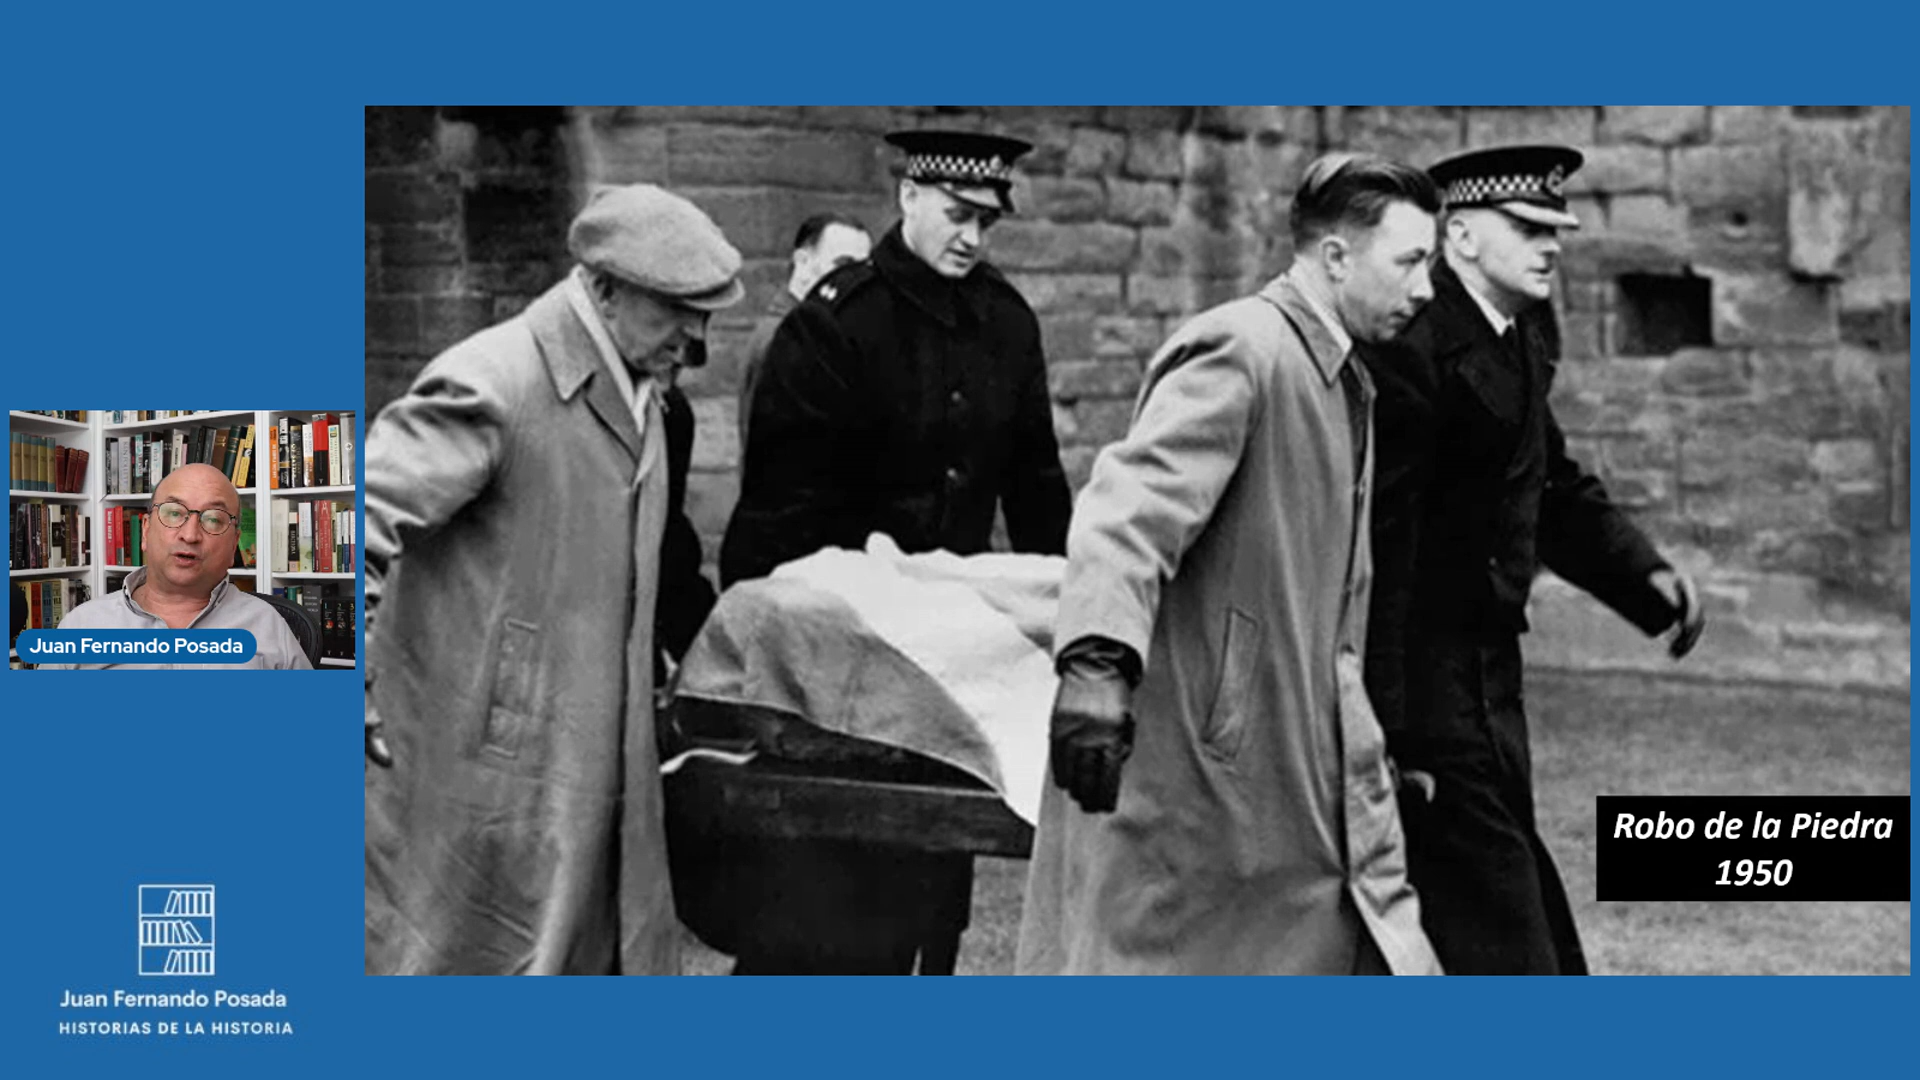 Juan Fernando Posada
Robo de la Piedra
1950
Juan Fernando Posada
HISTORIAS DE LA HISTORIA